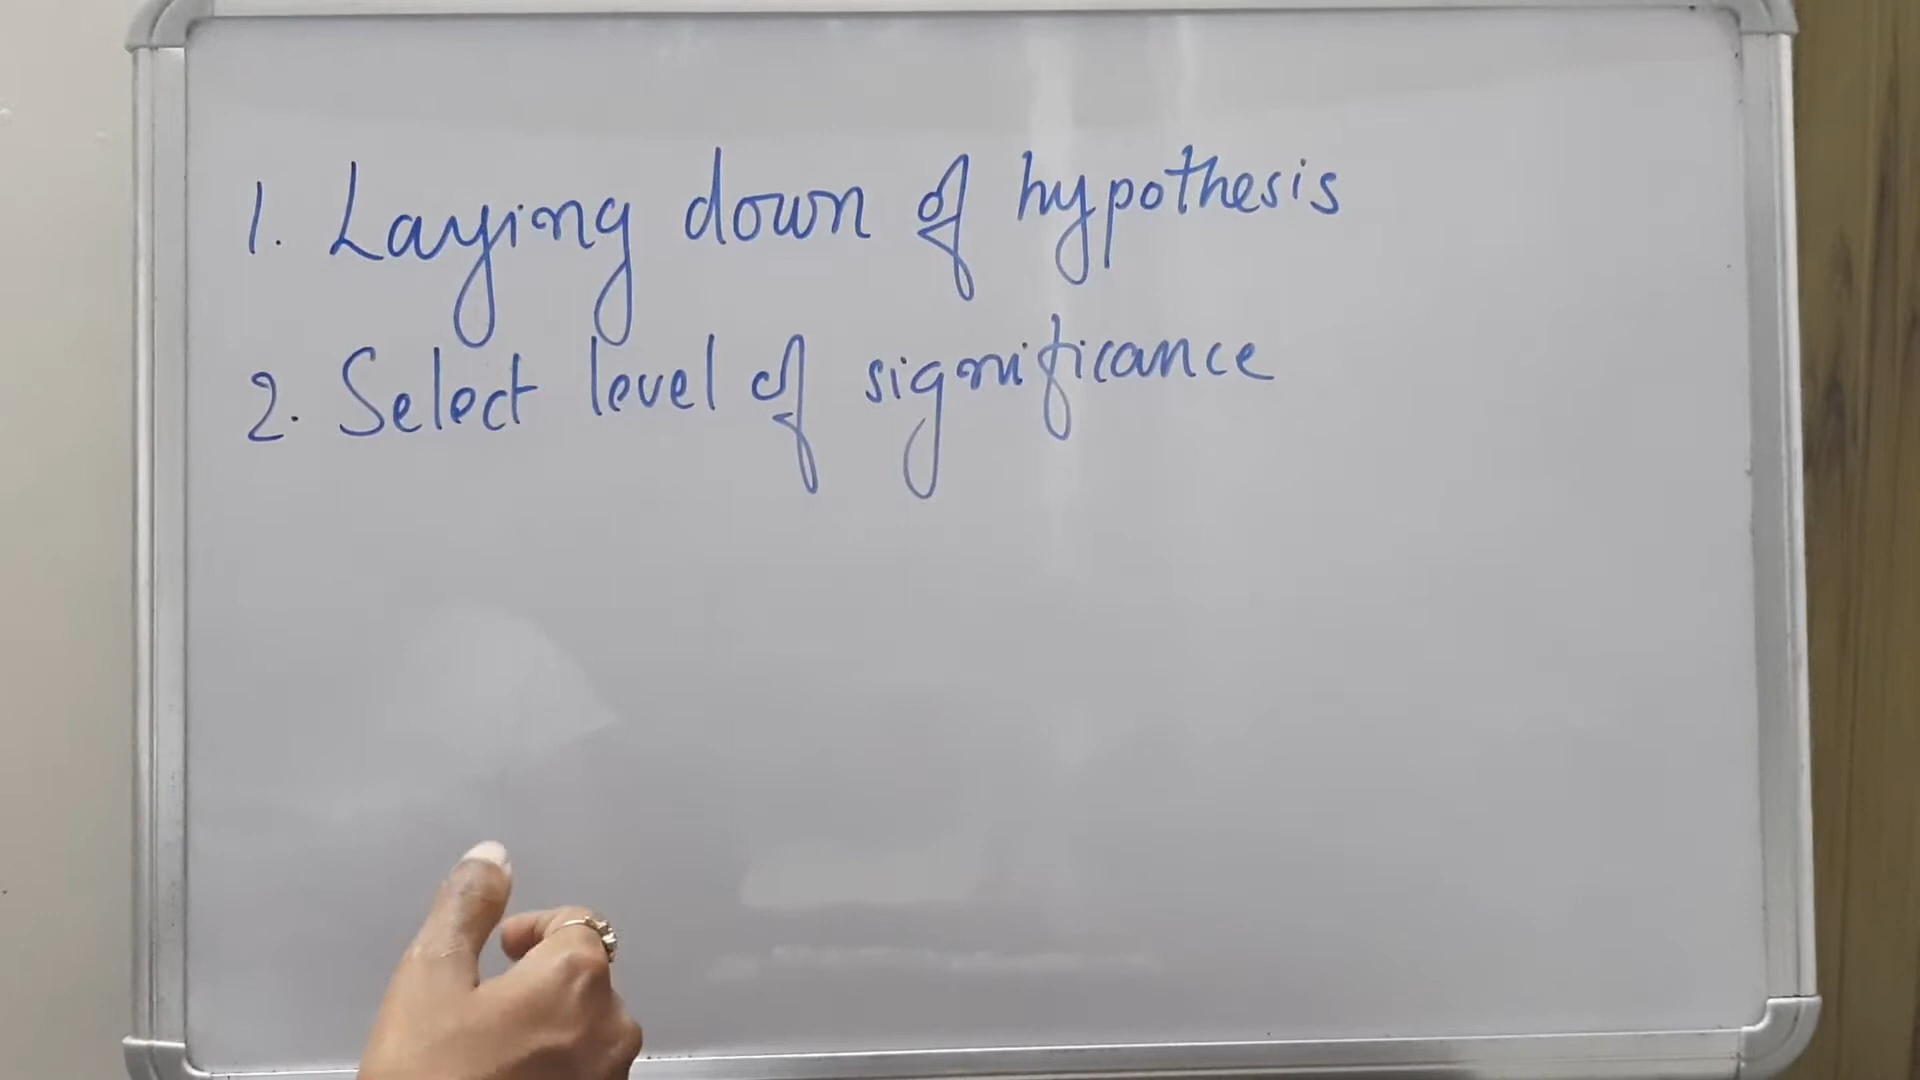 1. Laying down of hypothesis
2. Select level of significance